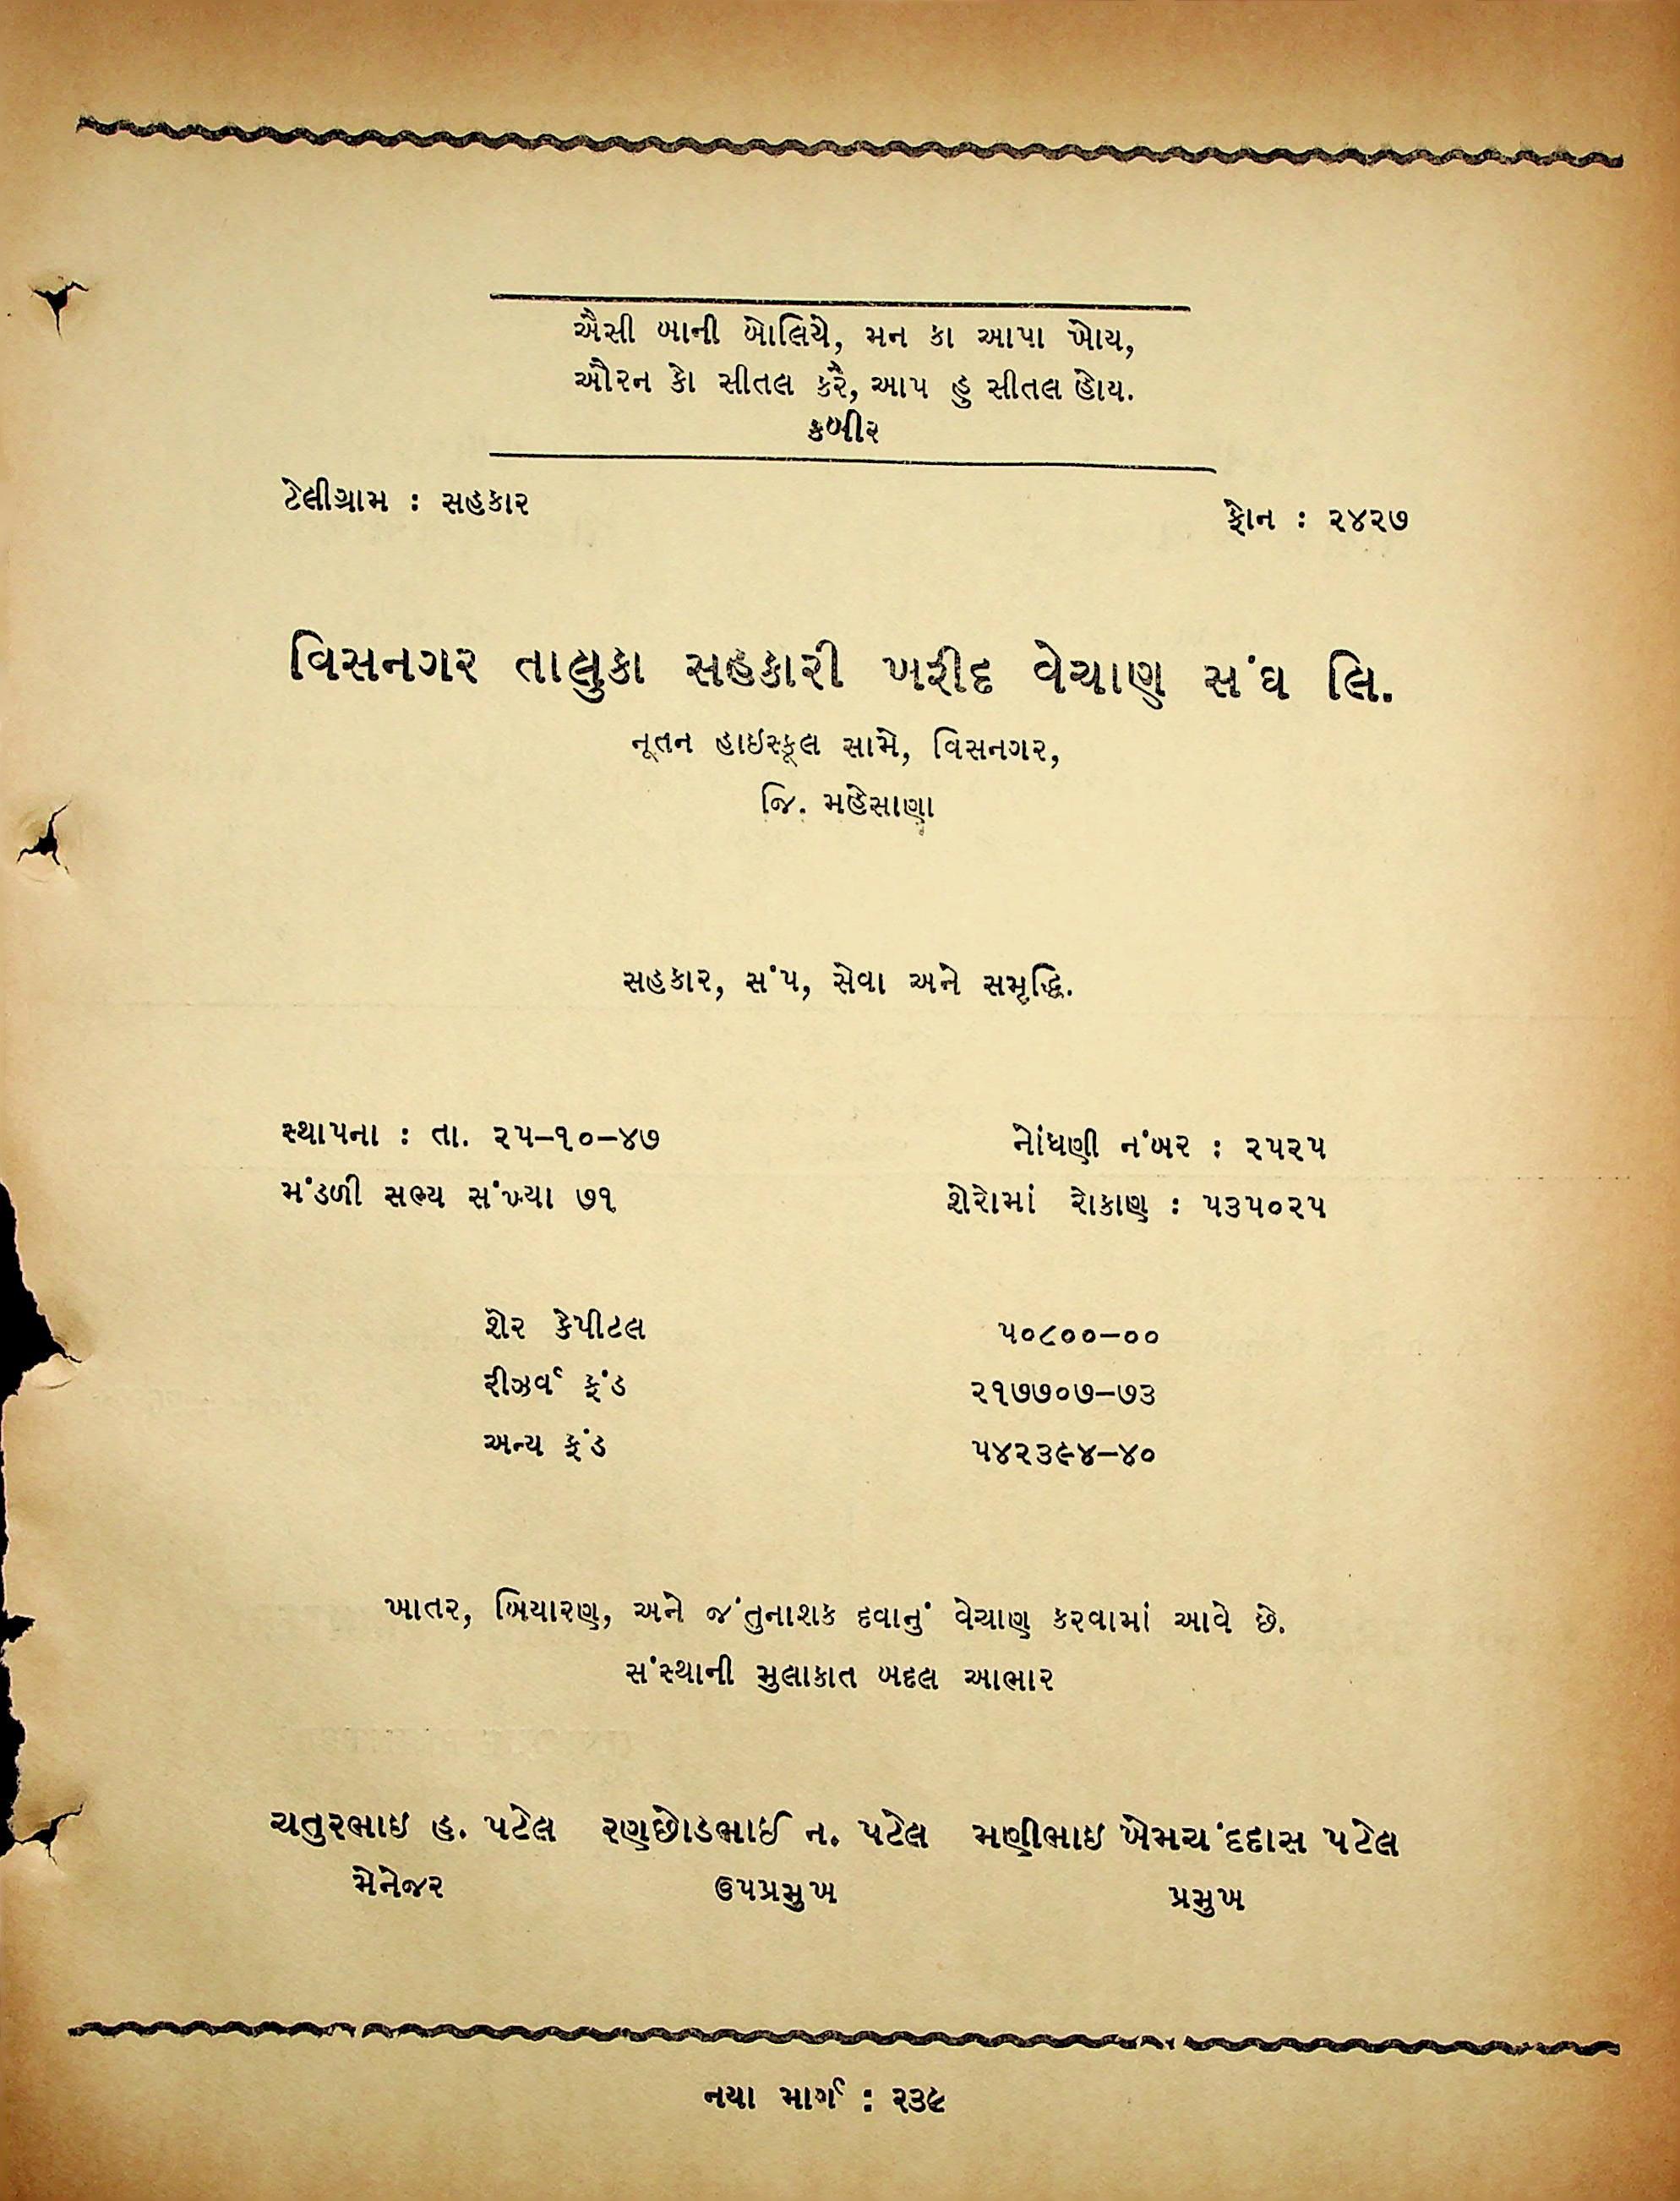 ઐસી બાની બોલિયે, મન કા આપા ખોય,
ઔરન કો સીતલ કરૈ, આપ હુ સીતલ હોય.
કબીર
ટેલીગ્રામ : સહકાર
ફોન : ૨૪૨૭
વિસનગર તાલુકા સહકારી ખરીદ વેચાણ સંઘ લિ.
નૂતન હાઇસ્કૂલ સામે, વિસનગર,
જિ. મહેસાણા
સહકાર, સંપ, સેવા અને સમૃદ્ધિ.
સ્થાપના : તા. ૨૫–૧૦–૪૭
નોંધણી નંબર : ૨૫૨૫
મંડળી સભ્ય સંખ્યા ૭૧
શેરોમાં રોકાણ : ૫૩૫૦૨૫
શેર કેપીટલ ૫૦૮૦૦–૦૦
રીઝર્વ ફંડ ૨૧૭૭૦૭–૭૩
અન્ય ફંડ ૫૪૨૩૯૪–૪૦
ખાતર, બિયારણ, અને જંતુનાશક દવાનું વેચાણ કરવામાં આવે છે.
સંસ્થાની મુલાકાત બદલ આભાર
ચતુરભાઇ હ. પટેલ રણછોડભાઈ ન. પટેલ મણીભાઇ ખેમચંદદાસ પટેલ
મેનેજર ઉપપ્રમુખ પ્રમુખ
નયા માર્ગ : ૨૩૯